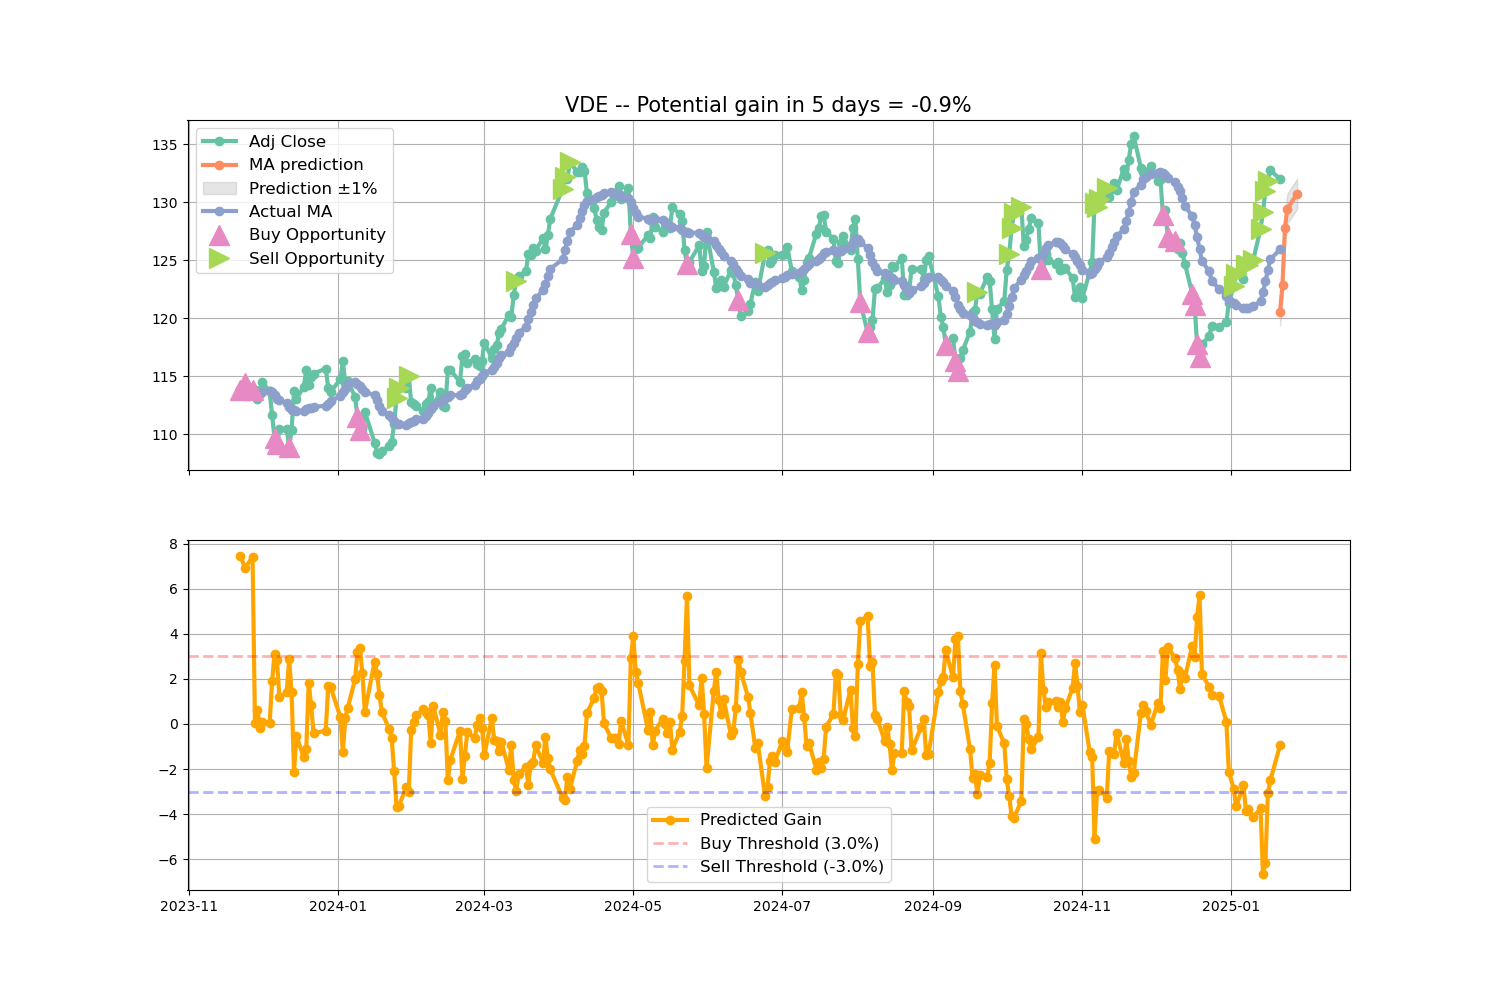 VDE -- Potential gain in 5 days = -0.9%
135
130
125
120
115
110
Adj Close
MA prediction
Prediction ±1%
Actual MA
Buy Opportunity
Sell Opportunity
8
6
4
2
0
−2
−4
−6
Predicted Gain
Buy Threshold (3.0%)
Sell Threshold (-3.0%)
2023-11
2024-01
2024-03
2024-05
2024-07
2024-09
2024-11
2025-01